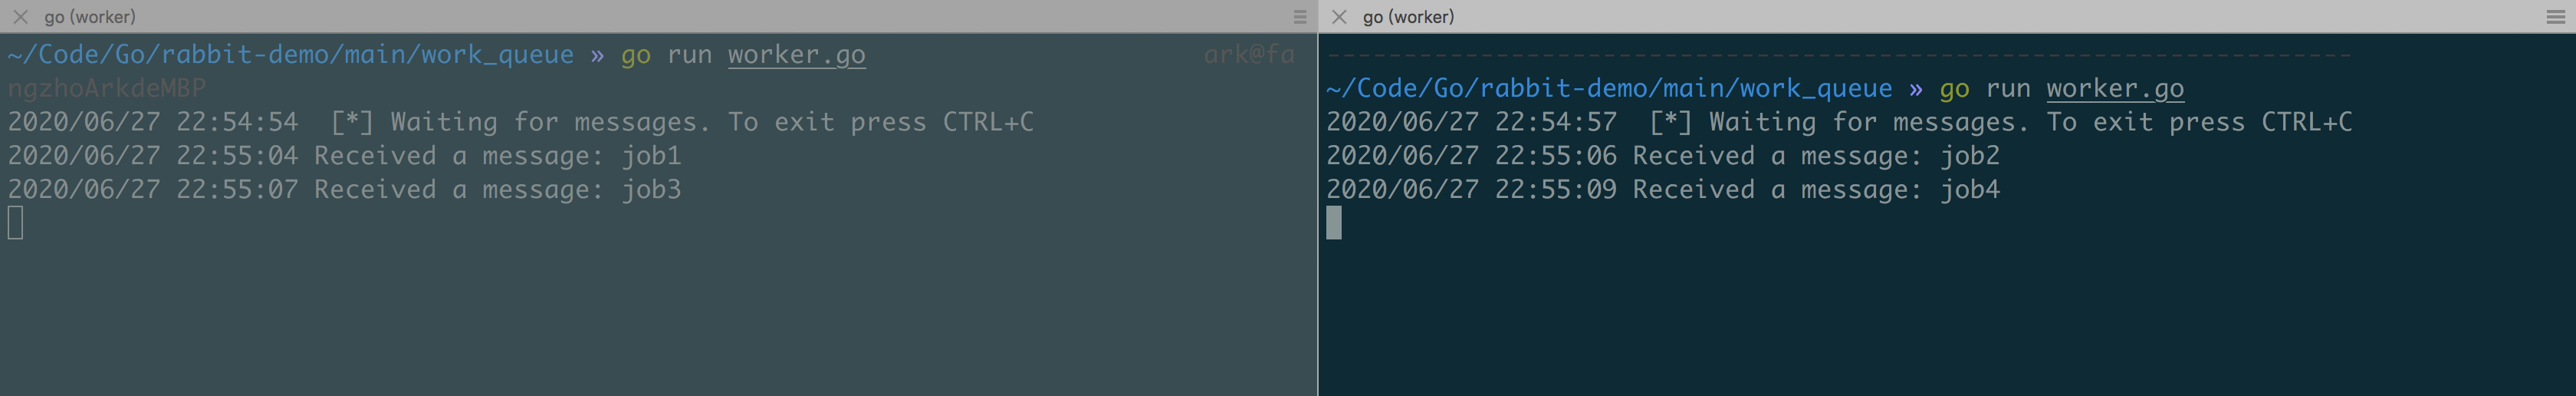 go (worker)
~/Code/Go/rabbit-demo/main/work_queue » go run worker.go ark@fa
ngzhoArkdeMBP
2020/06/27 22:54:54  [*] Waiting for messages. To exit press CTRL+C
2020/06/27 22:55:04 Received a message: job1
2020/06/27 22:55:07 Received a message: job3
go (worker)
~/Code/Go/rabbit-demo/main/work_queue » go run worker.go
2020/06/27 22:54:57  [*] Waiting for messages. To exit press CTRL+C
2020/06/27 22:55:06 Received a message: job2
2020/06/27 22:55:09 Received a message: job4